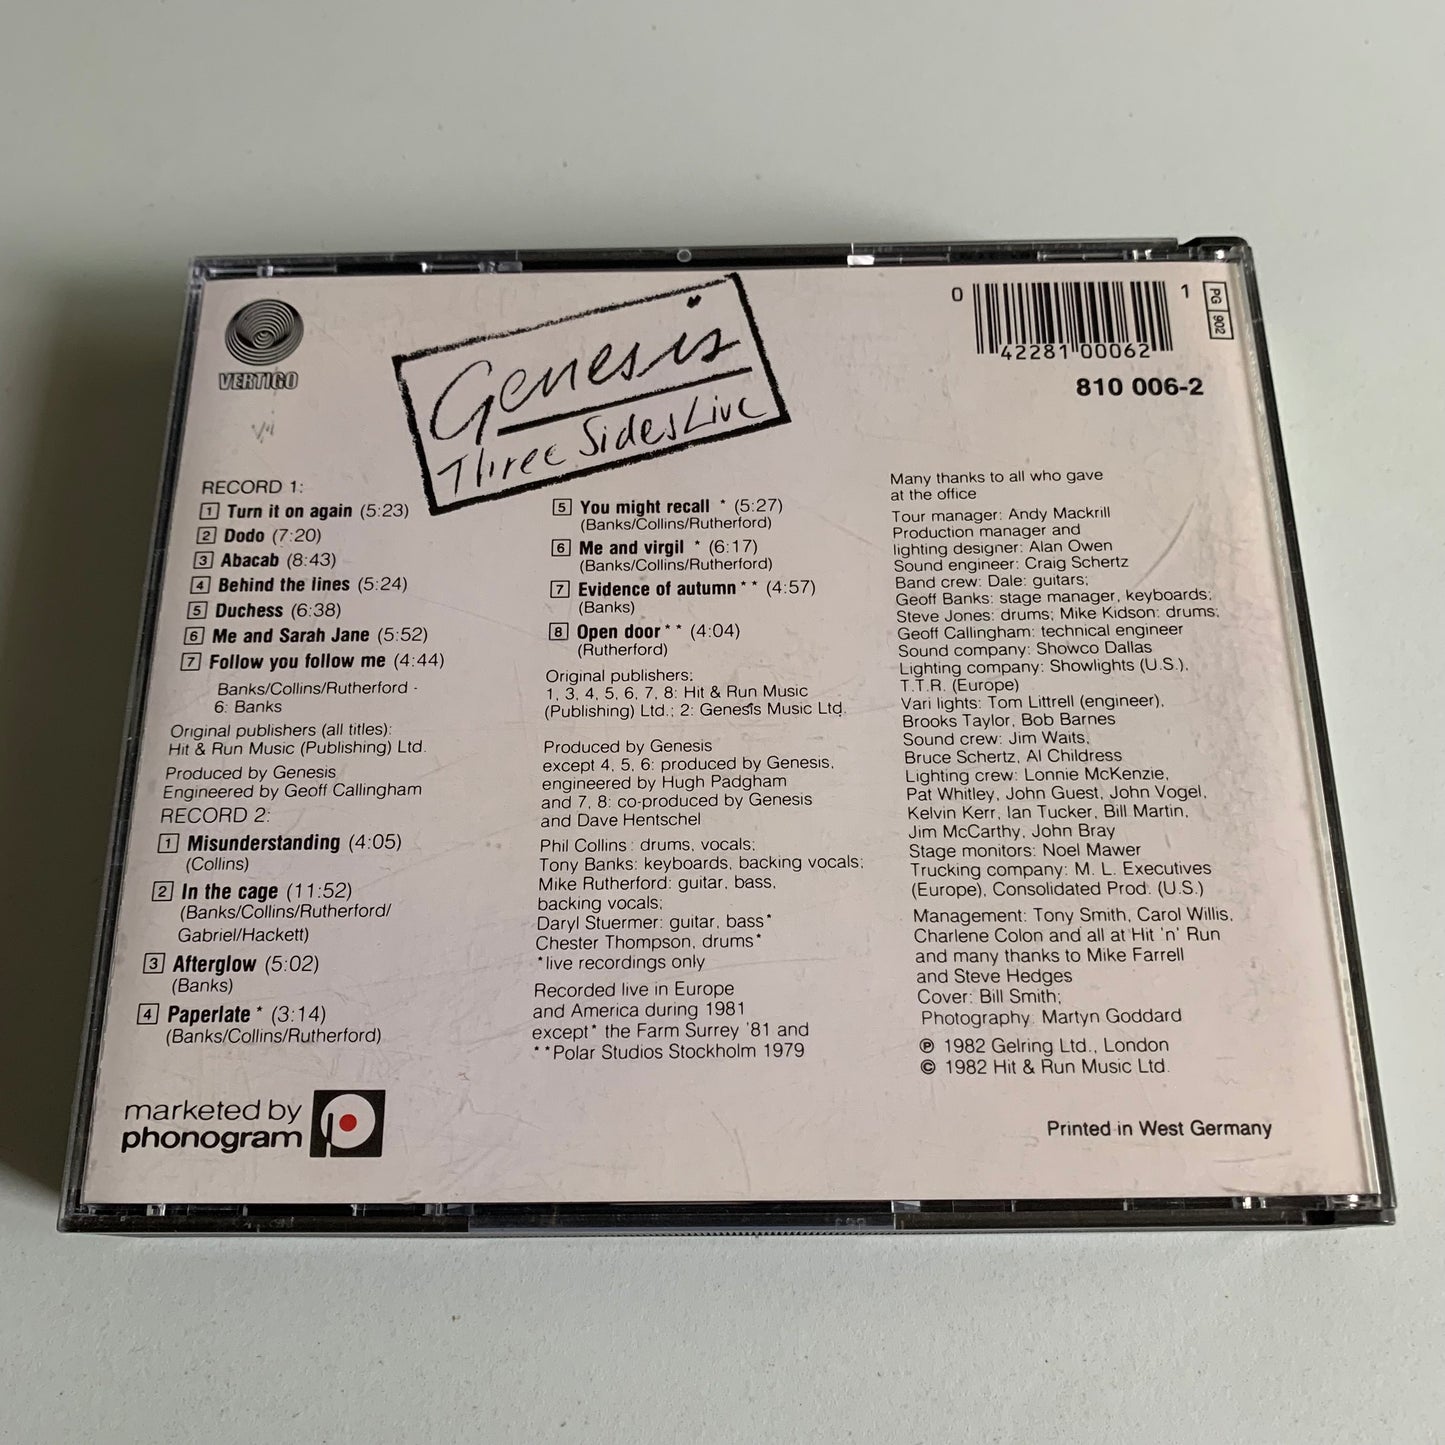 VERTIGO
Genesis
Three Sides Live
0 42281 00062 1
PG 902
810 006-2
RECORD 1:
1 Turn it on again (5:23)
2 Dodo (7:20)
3 Abacab (8:43)
4 Behind the lines (5:24)
5 Duchess (6:38)
6 Me and Sarah Jane (5:52)
7 Follow you follow me (4:44)
Banks/Collins/Rutherford -
6: Banks
Original publishers (all titles):
Hit & Run Music (Publishing) Ltd.
Produced by Genesis
Engineered by Geoff Callingham
RECORD 2:
1 Misunderstanding (4:05)
(Collins)
2 In the cage (11:52)
(Banks/Collins/Rutherford/
Gabriel/Hackett)
3 Afterglow (5:02)
(Banks)
4 Paperlate * (3:14)
(Banks/Collins/Rutherford)
marketed by
phonogram
5 You might recall * (5:27)
(Banks/Collins/Rutherford)
6 Me and virgil * (6:17)
(Banks/Collins/Rutherford)
7 Evidence of autumn ** (4:57)
(Banks)
8 Open door ** (4:04)
(Rutherford)
Original publishers:
1, 3, 4, 5, 6, 7, 8: Hit & Run Music
(Publishing) Ltd.; 2: Genesis Music Ltd.
Produced by Genesis
except 4, 5, 6: produced by Genesis,
engineered by Hugh Padgham
and 7, 8: co-produced by Genesis
and Dave Hentschel
Phil Collins : drums, vocals;
Tony Banks: keyboards, backing vocals;
Mike Rutherford: guitar, bass,
backing vocals;
Daryl Stuermer: guitar, bass*
Chester Thompson, drums*
*live recordings only
Recorded live in Europe
and America during 1981
except* the Farm Surrey '81 and
**Polar Studios Stockholm 1979
Many thanks to all who gave
at the office
Tour manager: Andy Mackrill
Production manager and
lighting designer: Alan Owen
Sound engineer: Craig Schertz
Band crew: Dale: guitars;
Geoff Banks: stage manager, keyboards;
Steve Jones: drums; Mike Kidson: drums;
Geoff Callingham: technical engineer
Sound company: Showco Dallas
Lighting company: Showlights (U.S.),
T.T.R. (Europe)
Vari lights: Tom Littrell (engineer),
Brooks Taylor, Bob Barnes
Sound crew: Jim Waits,
Bruce Schertz, Al Childress
Lighting crew: Lonnie McKenzie,
Pat Whitley, John Guest, John Vogel,
Kelvin Kerr, Ian Tucker, Bill Martin,
Jim McCarthy, John Bray
Stage monitors: Noel Mawer
Trucking company: M. L. Executives
(Europe), Consolidated Prod. (U.S.)
Management: Tony Smith, Carol Willis,
Charlene Colon and all at Hit 'n' Run
and many thanks to Mike Farrell
and Steve Hedges
Cover: Bill Smith;
Photography: Martyn Goddard
℗ 1982 Gelring Ltd., London
© 1982 Hit & Run Music Ltd.
Printed in West Germany